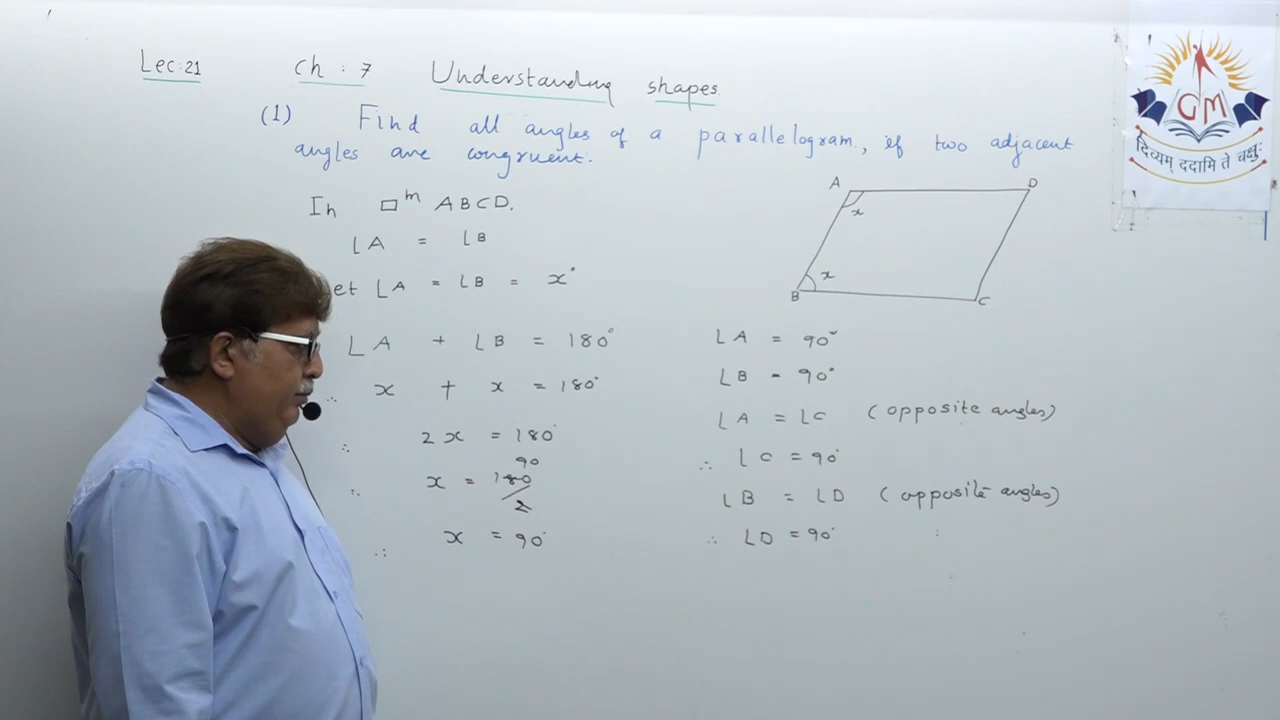 Lec:21 ch : 7 Understanding shapes.
(1) Find all angles of a parallelogram, if two adjacent
angles are congruent.
In □m ABCD.
∠A = ∠B
et ∠A = ∠B = x°
∠A + ∠B = 180°
∴ x + x = 180°
∴ 2x = 180°
90
∴ x = 180/2
∴ x = 90°
A D
x
x
B C
∠A = 90°
∠B = 90°
∠A = ∠C (opposite angles)
∴ ∠C = 90°
∠B = ∠D (opposite angles)
∴ ∠D = 90°
GM
दिव्यम् ददामि ते चक्षुः